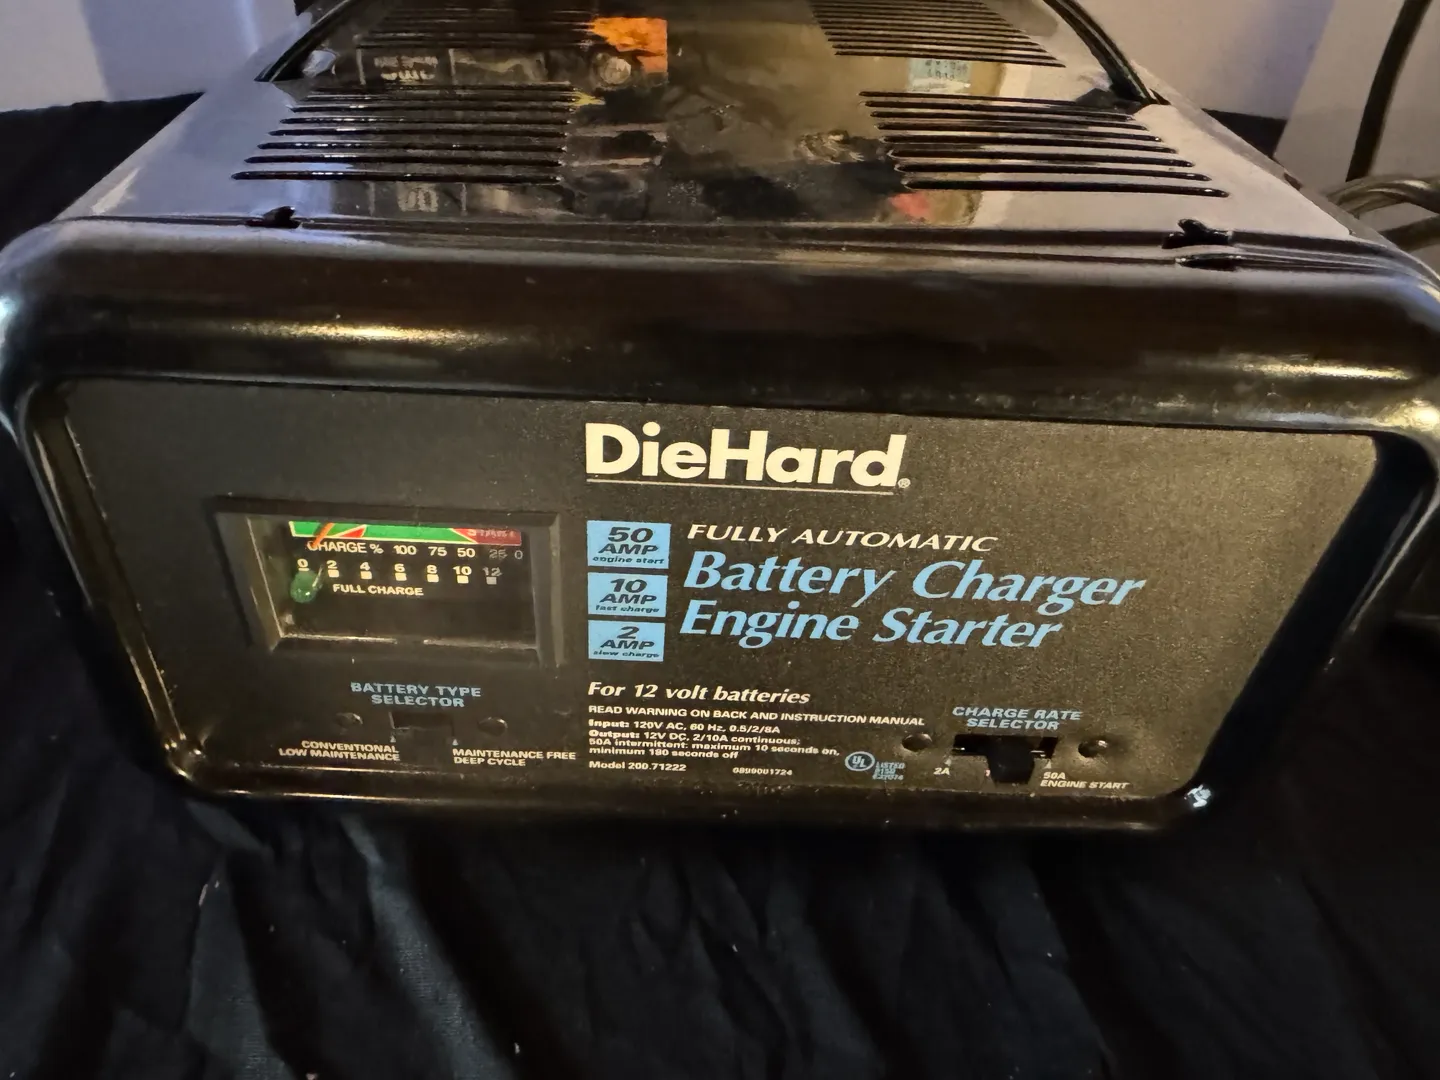 DieHard®
50
AMP
engine start
10
AMP
fast charge
2
AMP
slow charge
FULLY AUTOMATIC
Battery Charger
Engine Starter
CHARGE % 100 75 50 25 0
0 2 4 6 8 10 12
FULL CHARGE
BATTERY TYPE
SELECTOR
CONVENTIONAL
LOW MAINTENANCE
MAINTENANCE FREE
DEEP CYCLE
For 12 volt batteries
READ WARNING ON BACK AND INSTRUCTION MANUAL
Input: 120V AC, 60 Hz, 0.5/2/8A
Output: 12V DC, 2/10A continuous;
50A intermittent: maximum 10 seconds on,
minimum 180 seconds off
Model 200.71222
UL
LISTED
CHARGE RATE
SELECTOR
2A
50A
ENGINE START